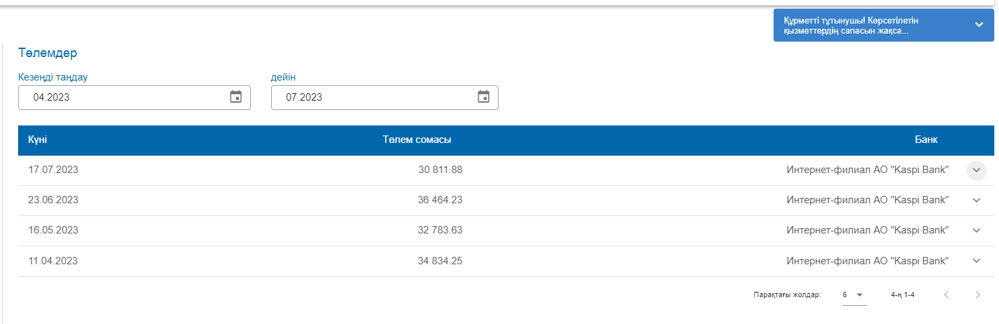 Құрметті тұтынушы! Көрсетілетін
қызметтердің сапасын жақса...
Төлемдер
Кезеңді таңдау дейін
04.2023 07.2023
Күні Төлем сомасы Банк
17.07.2023 30 811.88 Интернет-филиал АО "Kaspi Bank"
23.06.2023 36 464.23 Интернет-филиал АО "Kaspi Bank"
16.05.2023 32 783.63 Интернет-филиал АО "Kaspi Bank"
11.04.2023 34 834.25 Интернет-филиал АО "Kaspi Bank"
Парақтағы жолдар: 6 4-ң 1-4